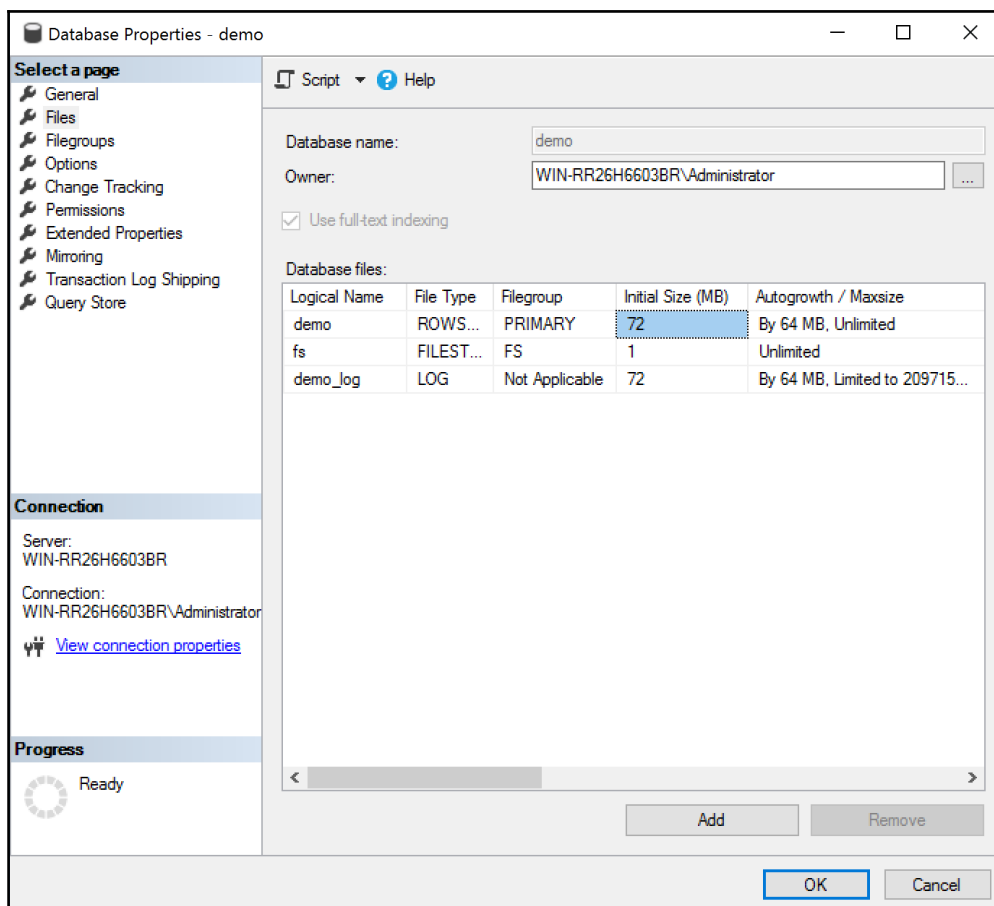 Database Properties - demo
Select a page
General
Files
Filegroups
Options
Change Tracking
Permissions
Extended Properties
Mirroring
Transaction Log Shipping
Query Store
Connection
Server:
WIN-RR26H6603BR
Connection:
WIN-RR26H6603BR\Administrator
View connection properties
Progress
Ready
Script Help
Database name: demo
Owner: WIN-RR26H6603BR\Administrator ...
Use full-text indexing
Database files:
Logical Name File Type Filegroup Initial Size (MB) Autogrowth / Maxsize
demo ROWS... PRIMARY 72 By 64 MB, Unlimited
fs FILEST... FS 1 Unlimited
demo_log LOG Not Applicable 72 By 64 MB, Limited to 209715...
Add Remove
OK Cancel